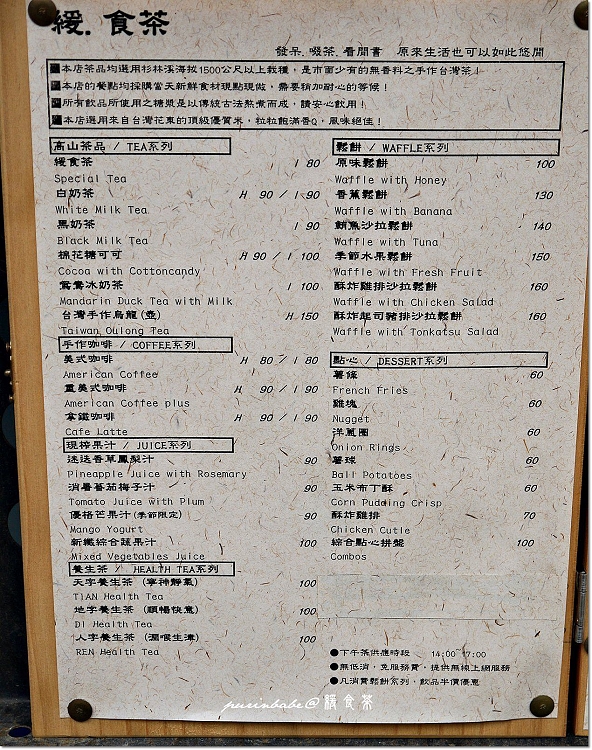 緩．食茶
發呆．啜茶．看閒書　原來生活也可以如此悠閒
■本店茶品均選用杉林溪海拔1500公尺以上栽種，是市面少有的無香料之手作台灣茶！
■本店的餐點均採購當天新鮮食材現點現做，需要稍加耐心的等候！
■所有飲品所使用之糖漿是以傳統古法熬煮而成，請安心飲用！
■本店選用來自台灣花東的頂級優質米，粒粒飽滿香Q，風味絕佳！
高山茶品 / TEA系列
緩食茶 I 80
Special Tea
白奶茶 H 90 / I 90
White Milk Tea
黑奶茶 I 90
Black Milk Tea
棉花糖可可 H 90 / I 100
Cocoa with Cottoncandy
鴛鴦冰奶茶 I 100
Mandarin Duck Tea with Milk
台灣手作烏龍(壺) H 150
Taiwan Oulong Tea
手作咖啡 / COFFEE系列
美式咖啡 H 80 / I 80
American Coffee
重美式咖啡 H 90 / I 90
American Coffee plus
拿鐵咖啡 H 90 / I 90
Cafe Latte
現榨果汁 / JUICE系列
迷迭香草鳳梨汁 90
Pineapple Juice with Rosemary
消暑蕃茄梅子汁 90
Tomato Juice with Plum
優格芒果汁(季節限定) 90
Mango Yogurt
新纖綜合蔬果汁 100
Mixed Vegetables Juice
養生茶 / HEALTH TEA系列
天字養生茶 (寧神靜氣) 100
TIAN Health Tea
地字養生茶 (順暢快意) 100
DI Health Tea
人字養生茶 (潤喉生津) 100
REN Health Tea
鬆餅 / WAFFLE系列
原味鬆餅 100
Waffle with Honey
香蕉鬆餅 130
Waffle with Banana
鮪魚沙拉鬆餅 140
Waffle with Tuna
季節水果鬆餅 150
Waffle with Fresh Fruit
酥炸雞排沙拉鬆餅 160
Waffle with Chicken Salad
酥炸起司豬排沙拉鬆餅 160
Waffle with Tonkatsu Salad
點心 / DESSERT系列
薯條 60
French Fries
雞塊 60
Nugget
洋蔥圈 60
Onion Rings
薯球 60
Ball Potatoes
玉米布丁酥 60
Corn Pudding Crisp
酥炸雞排 70
Chicken Cutle
綜合點心拼盤 100
Combos
●下午茶供應時段　14:00~17:00
●無低消，免服務費，提供無線上網服務
●凡消費鬆餅系列，飲品半價優惠
purinbabe@緩食茶